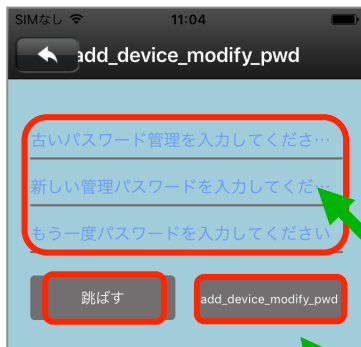 SIMなし 11:04
add_device_modify_pwd
古いパスワード管理を入力してくださ…
新しい管理パスワードを入力してくだ…
もう一度パスワードを入力してください
跳ばす add_device_modify_pwd